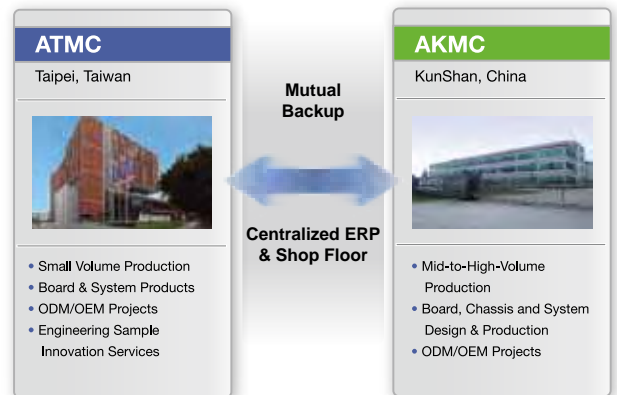 ATMC
Taipei, Taiwan
• Small Volume Production
• Board & System Products
• ODM/OEM Projects
• Engineering Sample
Innovation Services
Mutual
Backup
Centralized ERP
& Shop Floor
AKMC
KunShan, China
• Mid-to-High-Volume
Production
• Board, Chassis and System
Design & Production
• ODM/OEM Projects